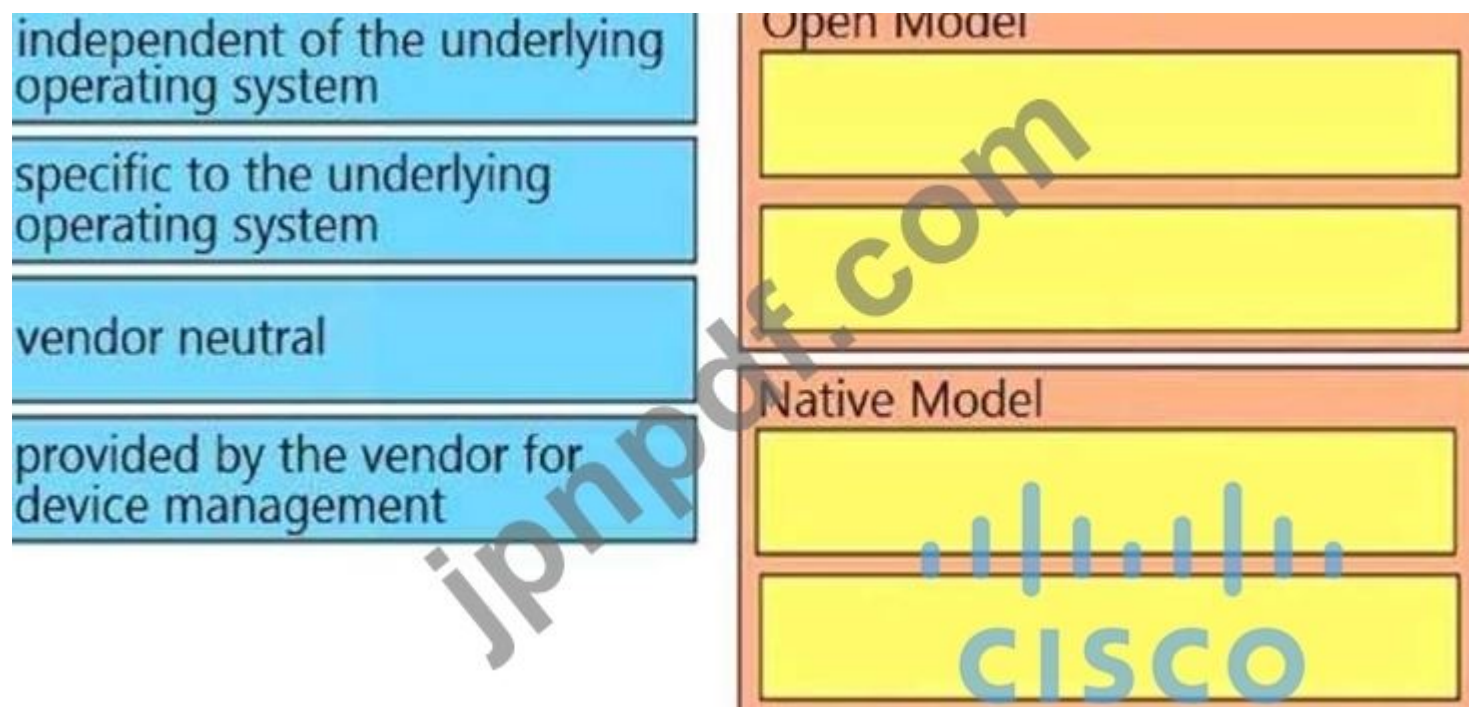 independent of the underlying
operating system
specific to the underlying
operating system
vendor neutral
provided by the vendor for
device management
Open Model
Native Model
CISCO
jpnpdf.com